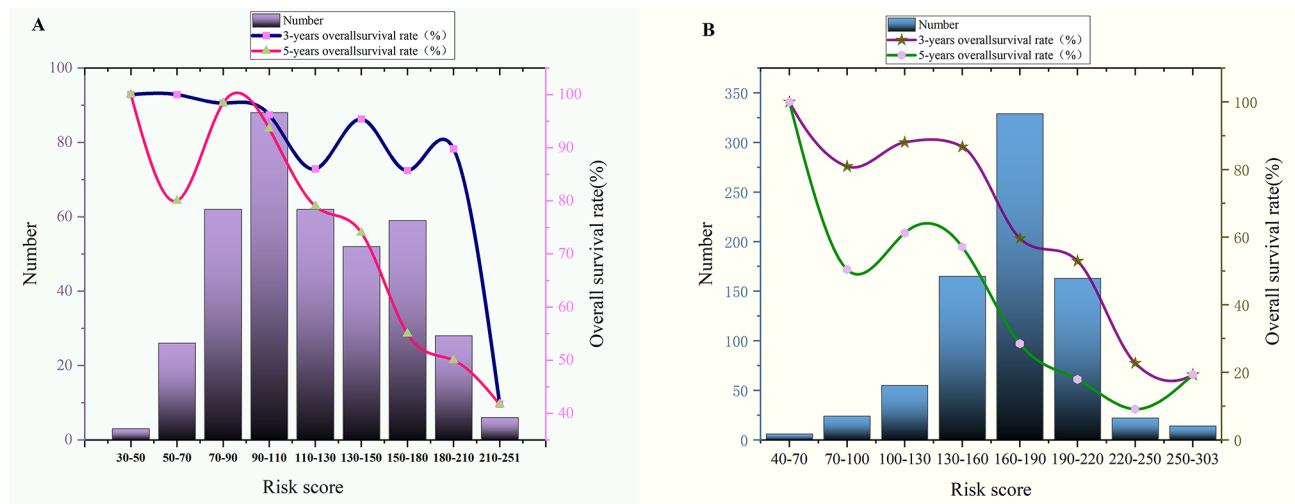 A
Number
3-years overallsurvival rate（%）
5-years overallsurvival rate（%）
100
80
60
40
20
0
Number
100
90
80
70
60
50
40
Overall survival rate(%)
30-50 50-70 70-90 90-110 110-130 130-150 150-180 180-210 210-251
Risk score
B
Number
3-years overallsurvival rate（%）
5-years overallsurvival rate（%）
350
300
250
200
150
100
50
0
Number
100
80
60
40
20
0
Overall survival rate(%)
40-70 70-100 100-130 130-160 160-190 190-220 220-250 250-303
Risk score